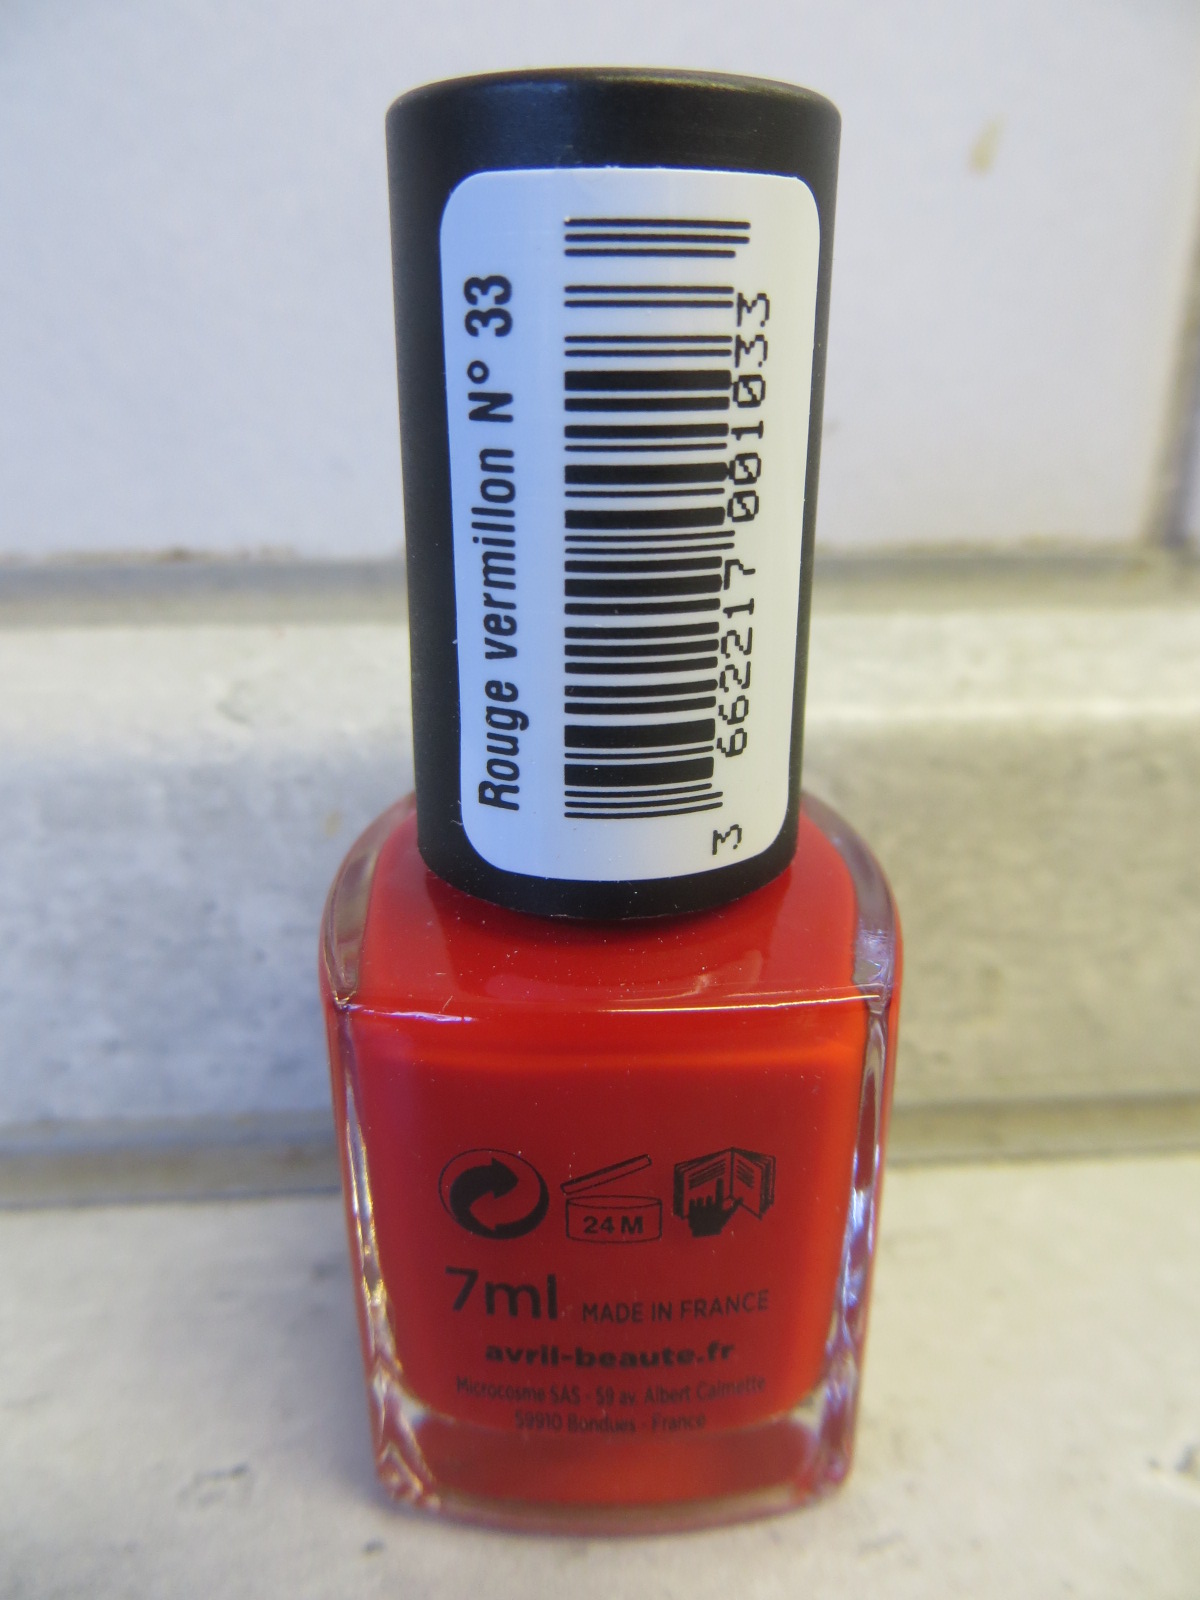 Rouge vermillon N° 33
3 662217 001033
24M
7ml MADE IN FRANCE
avril-beaute.fr
Microcosme SAS - 59 av. Albert Calmette
59910 Bondues - France